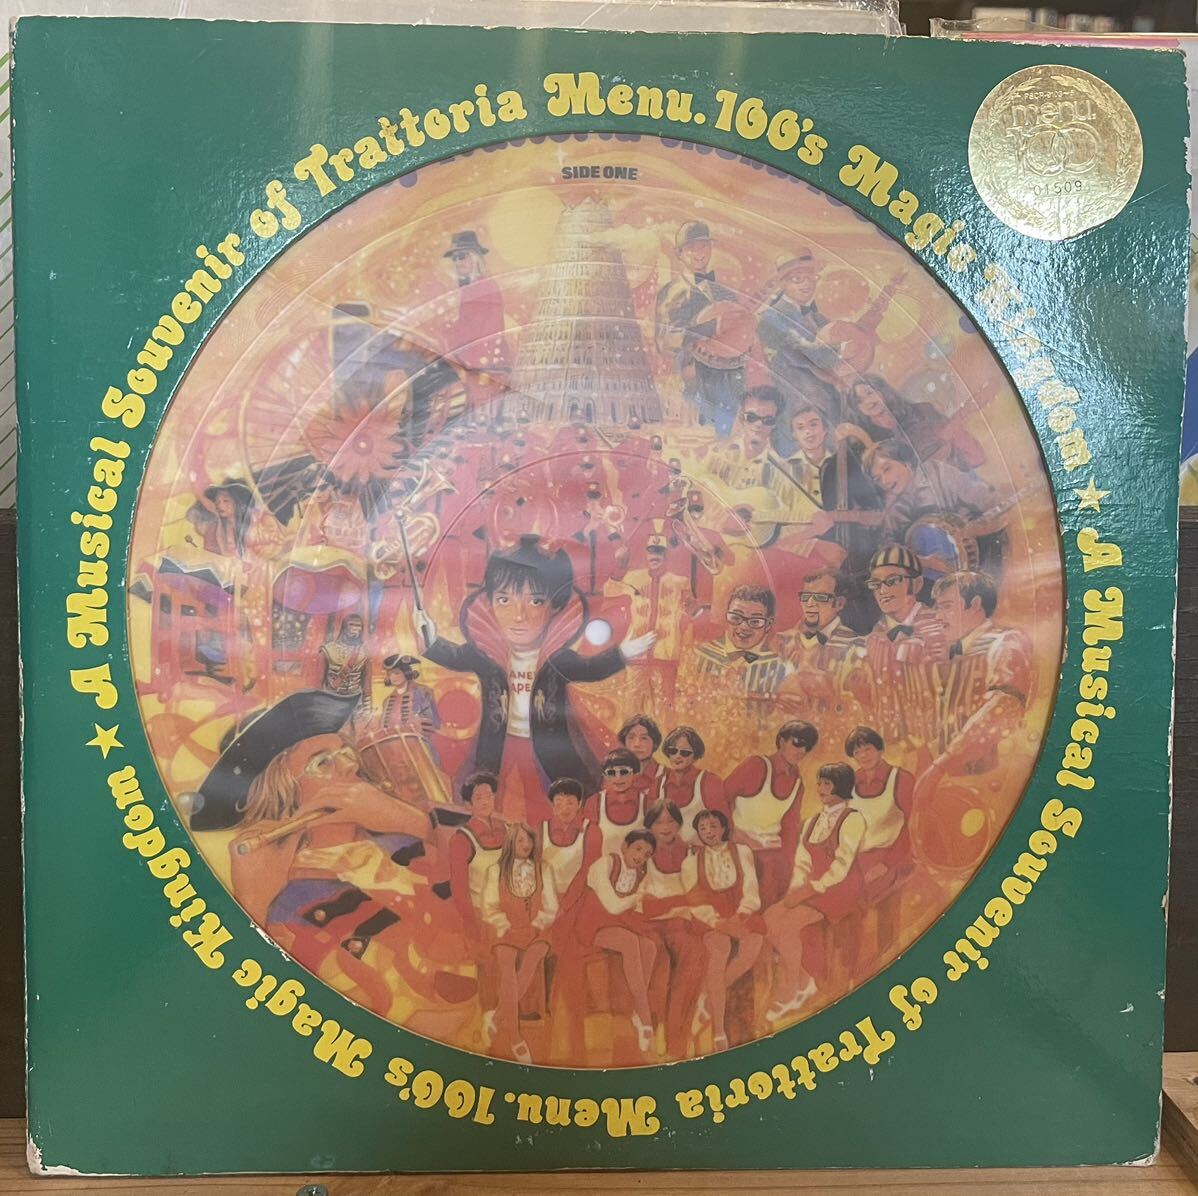 A Musical Souvenir of Trattoria Menu.100's Magic Kingdom ★ A Musical Souvenir of Trattoria Menu.100's Magic Kingdom ★
SIDE ONE
menu.
100
01509